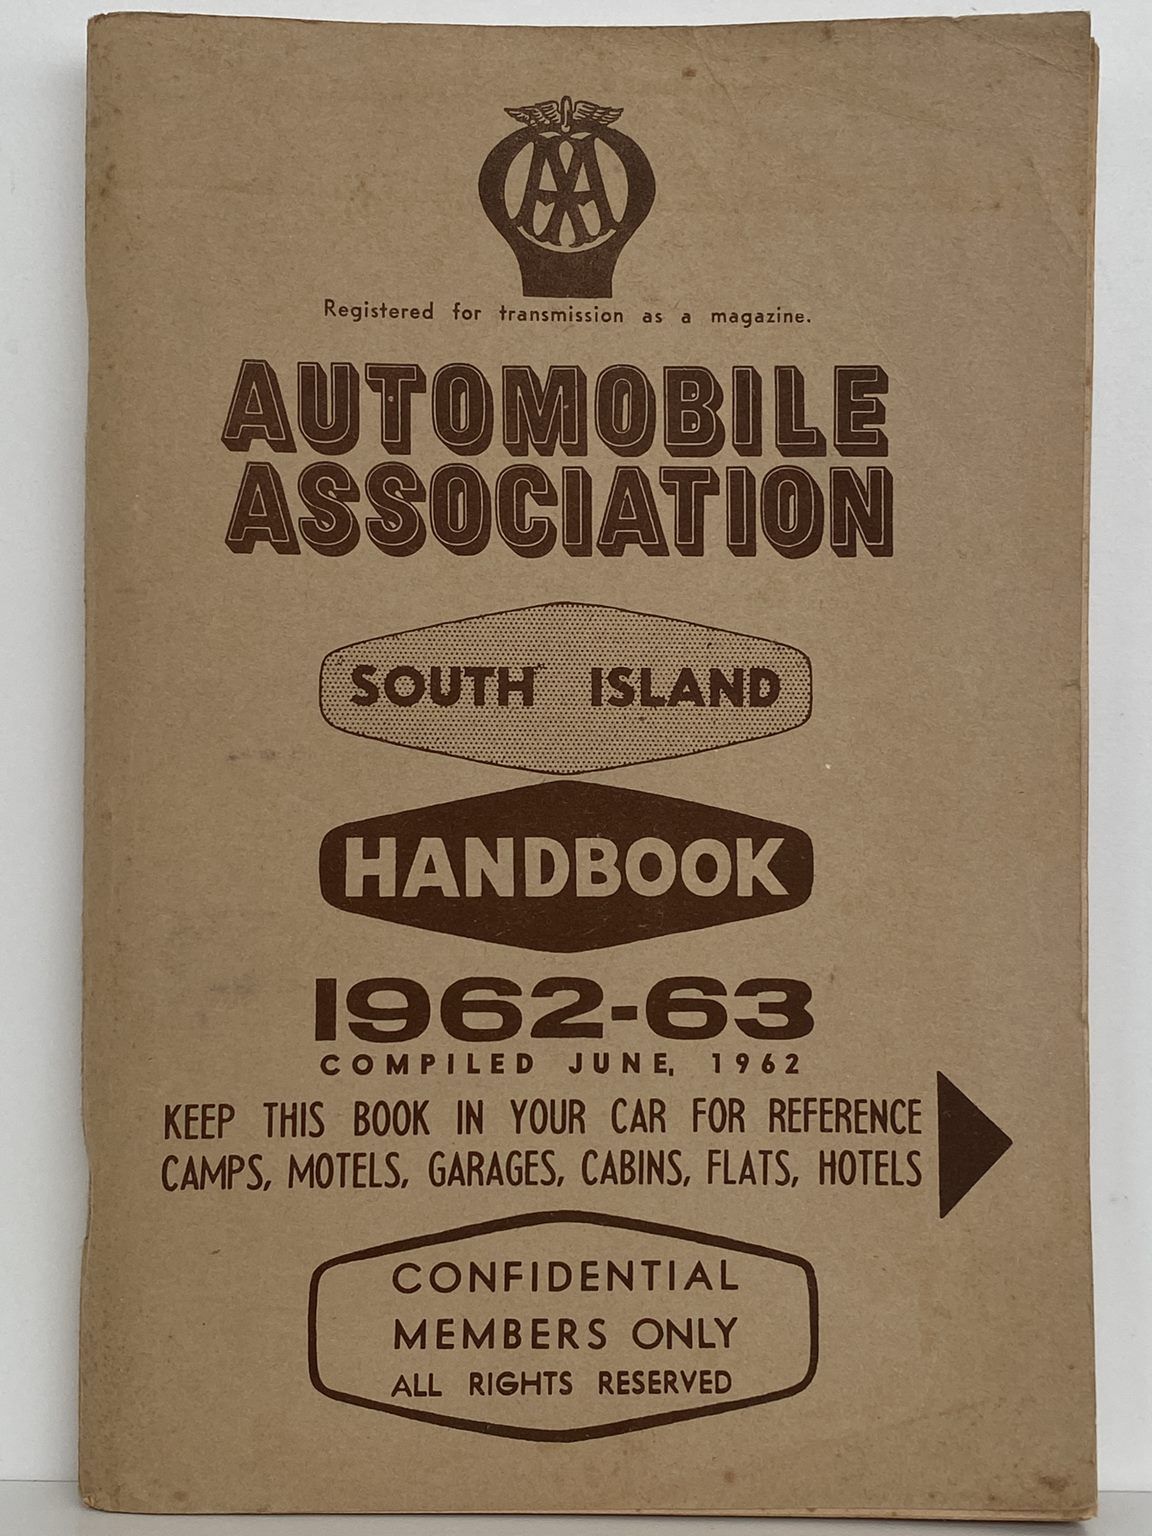 AA
Registered for transmission as a magazine.
AUTOMOBILE
ASSOCIATION
SOUTH ISLAND
HANDBOOK
1962-63
COMPILED JUNE, 1962
KEEP THIS BOOK IN YOUR CAR FOR REFERENCE
CAMPS, MOTELS, GARAGES, CABINS, FLATS, HOTELS
CONFIDENTIAL
MEMBERS ONLY
ALL RIGHTS RESERVED